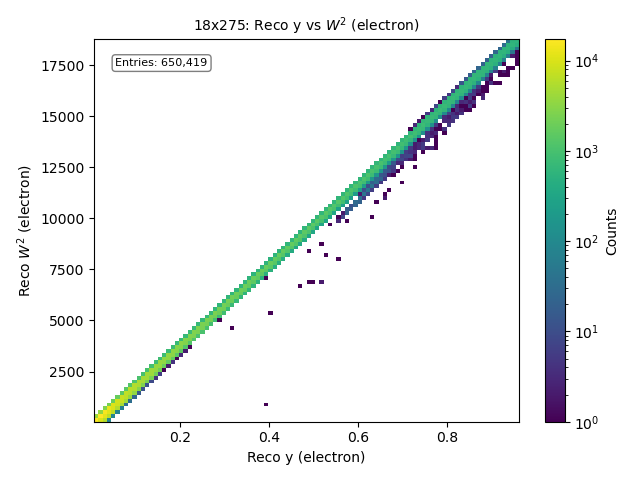 18x275: Reco y vs W² (electron)
Entries: 650,419
17500
15000
12500
10000
7500
5000
2500
Reco W² (electron)
0.2 0.4 0.6 0.8
Reco y (electron)
10⁴
10³
10²
10¹
10⁰
Counts